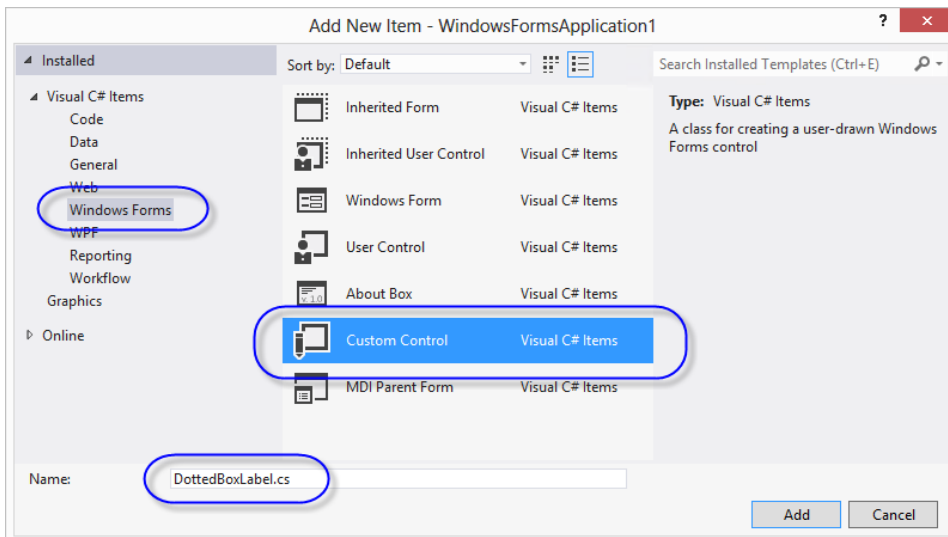 Add New Item - WindowsFormsApplication1
? ×
Installed
Sort by: Default
Search Installed Templates (Ctrl+E)
Visual C# Items
Code
Data
General
Web
Windows Forms
WPF
Reporting
Workflow
Graphics
Online
Inherited Form Visual C# Items
Inherited User Control Visual C# Items
Windows Form Visual C# Items
User Control Visual C# Items
v. 1.0
About Box Visual C# Items
Custom Control Visual C# Items
MDI Parent Form Visual C# Items
Type: Visual C# Items
A class for creating a user-drawn Windows
Forms control
Name: DottedBoxLabel.cs
Add Cancel